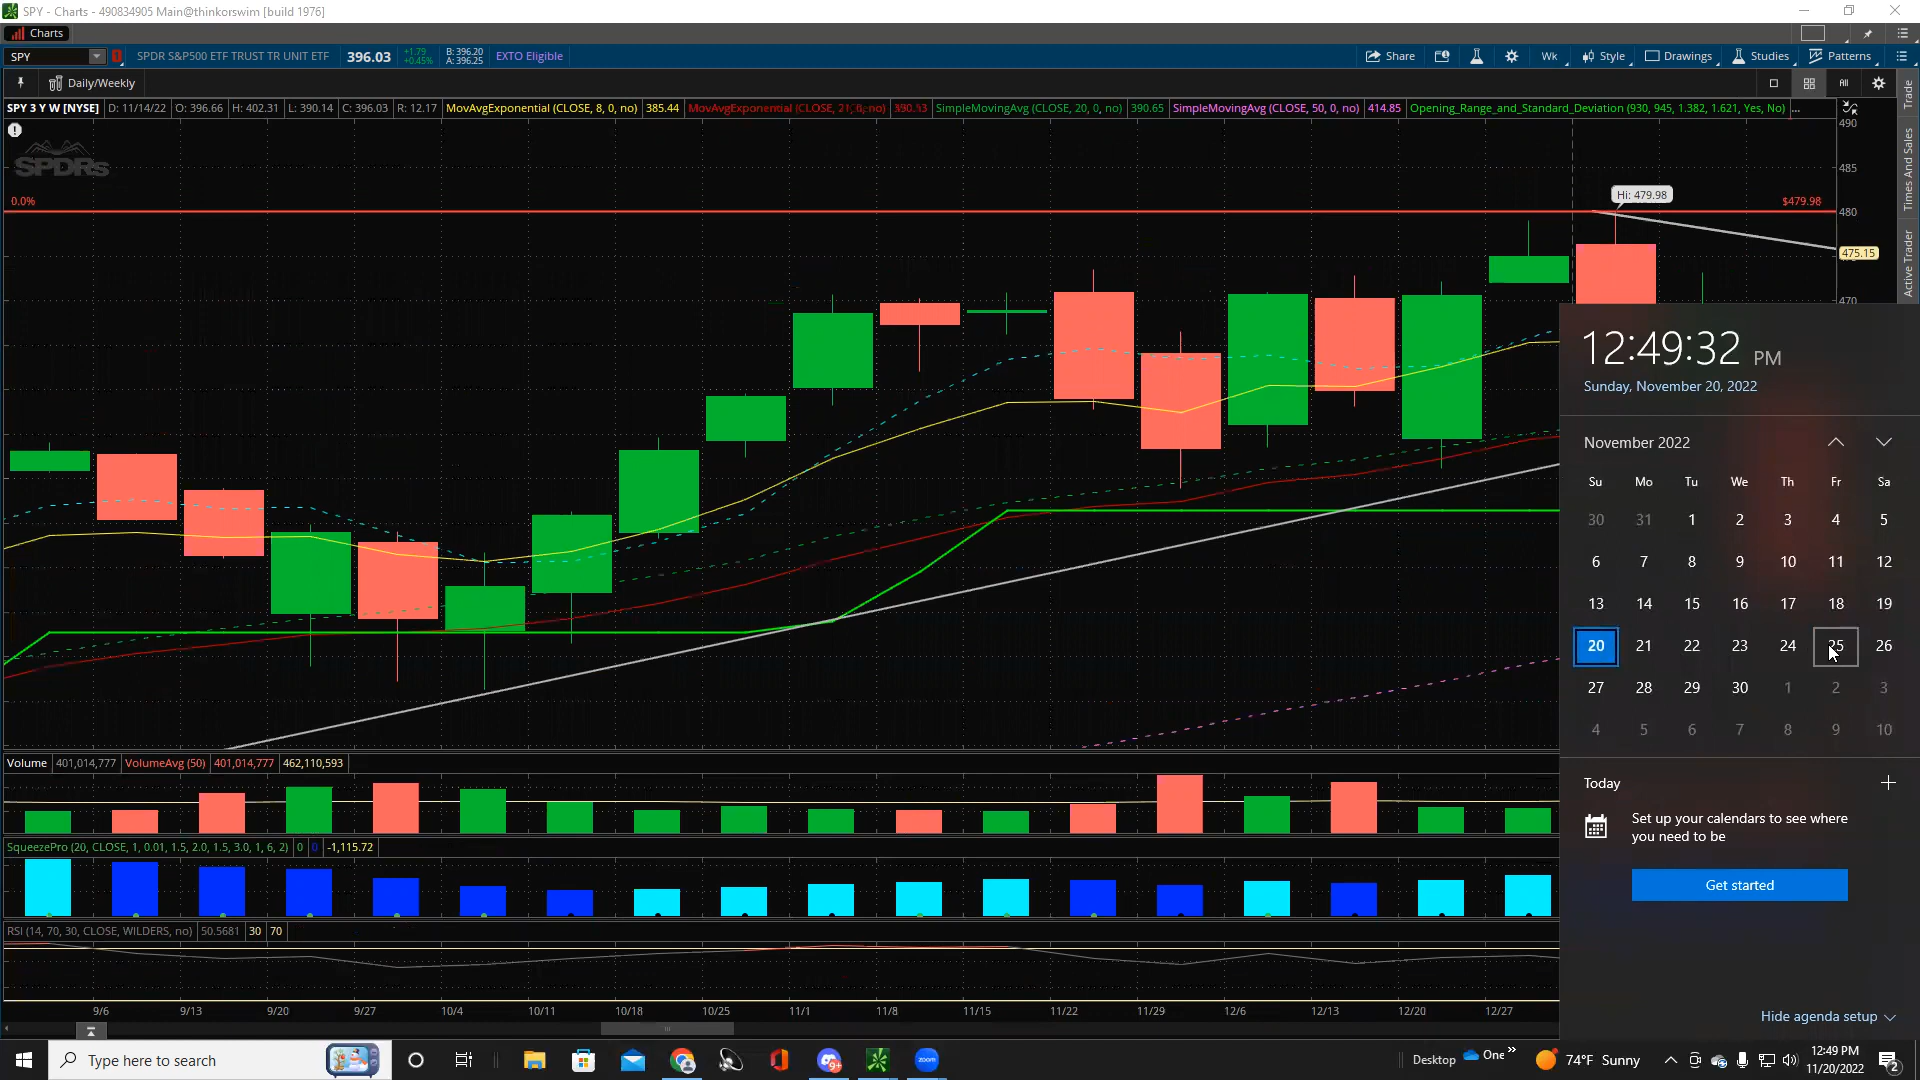 SPY - Charts - 490834905 Main@thinkorswim [build 1976]
Charts
SPY SPDR S&P500 ETF TRUST TR UNIT ETF 396.03 +1.79 +0.45% B: 396.20 A: 396.25 EXTO Eligible Share Wk Style Drawings Studies Patterns
Daily/Weekly
SPY 3 Y W [NYSE] D: 11/14/22 O: 396.66 H: 402.31 L: 390.14 C: 396.03 R: 12.17 MovAvgExponential (CLOSE, 8, 0, no) 385.44 MovAvgExponential (CLOSE, 21, 0, no) 390.33 SimpleMovingAvg (CLOSE, 20, 0, no) 390.65 SimpleMovingAvg (CLOSE, 50, 0, no) 414.85 Opening_Range_and_Standard_Deviation (930, 945, 1.382, 1.621, Yes, No) ...
SPDRs
490
485
0.0% Hi: 479.98 $479.98
480
475.15
470
Trade
Times And Sales
Active Trader
12:49:32 PM
Sunday, November 20, 2022
November 2022
Su Mo Tu We Th Fr Sa
30 31 1 2 3 4 5
6 7 8 9 10 11 12
13 14 15 16 17 18 19
20 21 22 23 24 25 26
27 28 29 30 1 2 3
4 5 6 7 8 9 10
Today
Set up your calendars to see where
you need to be
Get started
Hide agenda setup
Volume 401,014,777 VolumeAvg (50) 401,014,777 462,110,593
SqueezePro (20, CLOSE, 1, 0.01, 1.5, 2.0, 1.5, 3.0, 1, 6, 2) 0 0 -1,115.72
RSI (14, 70, 30, CLOSE, WILDERS, no) 50.5681 30 70
9/6 9/13 9/20 9/27 10/4 10/11 10/18 10/25 11/1 11/8 11/15 11/22 11/29 12/6 12/13 12/20 12/27
Type here to search 9+ zoom Desktop One 74°F Sunny 12:49 PM
11/20/2022 2